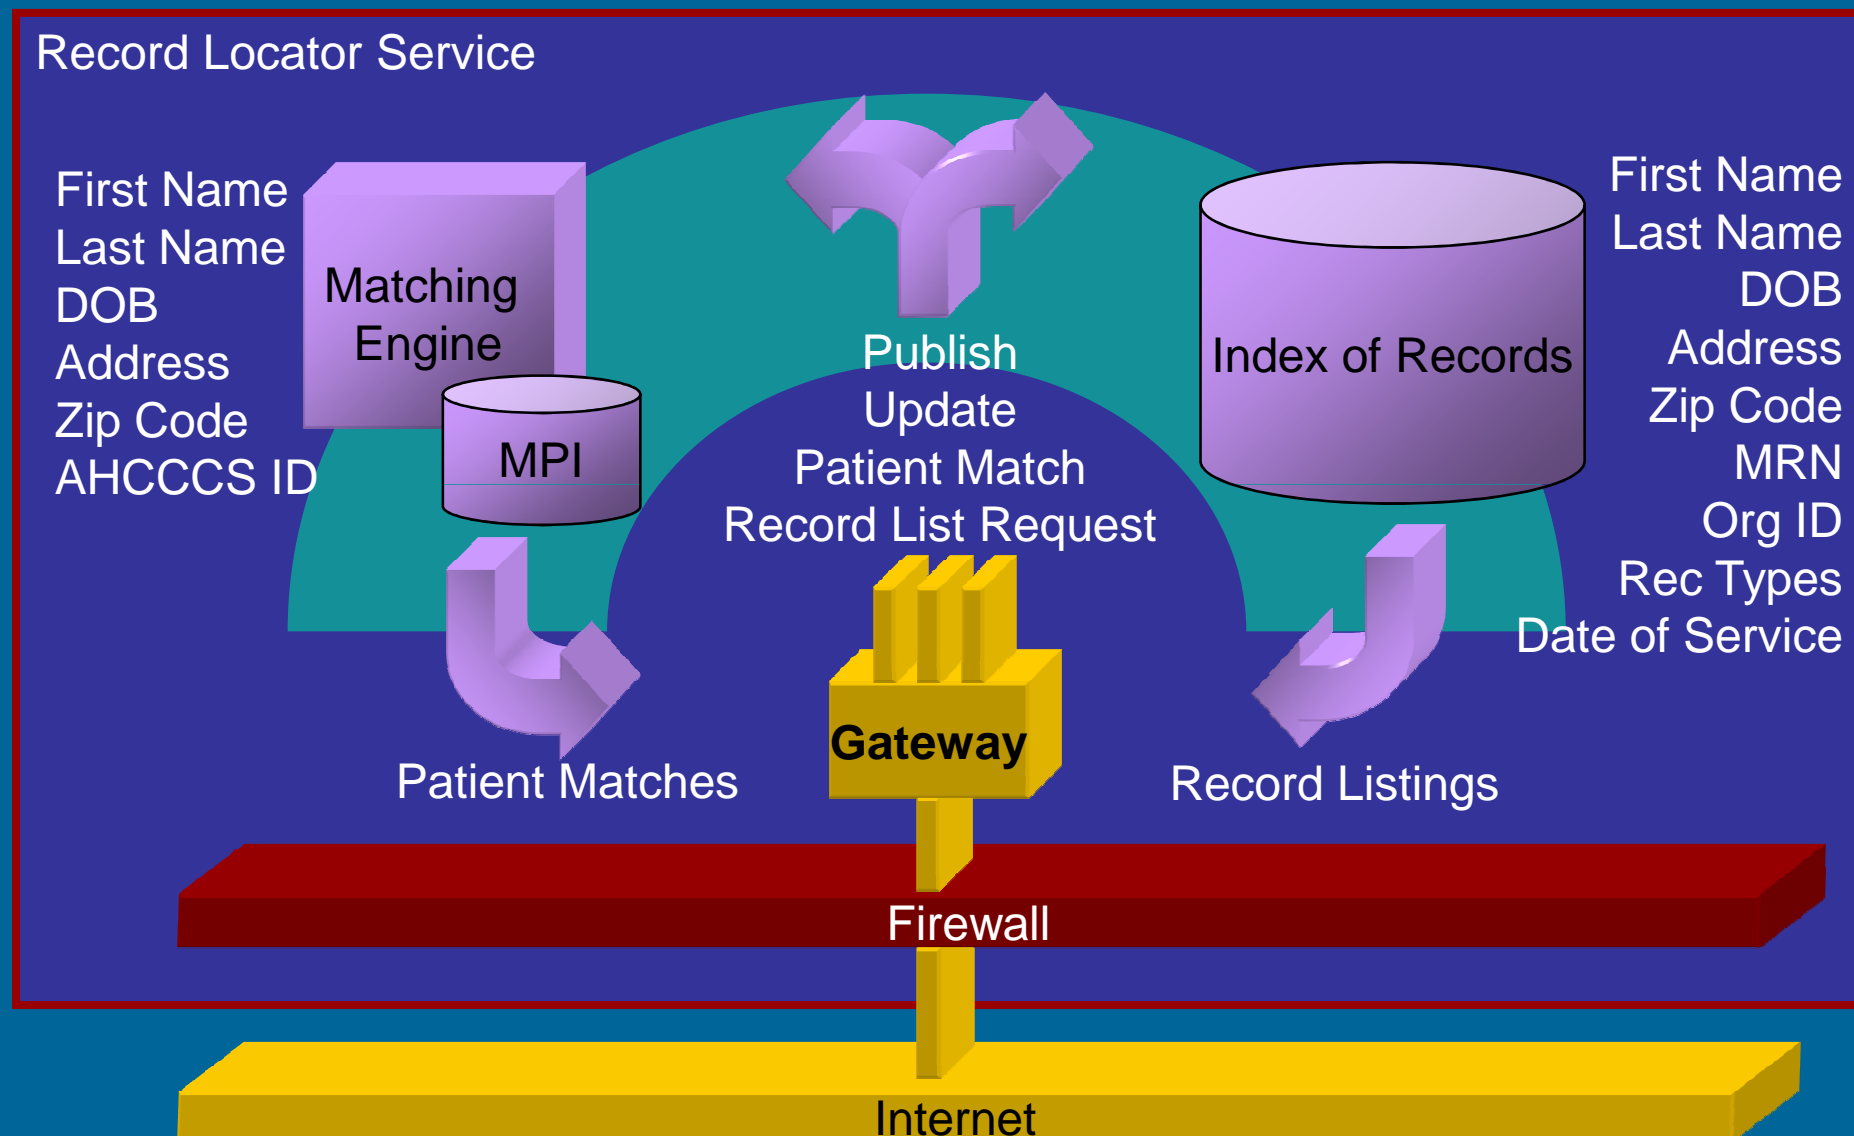 Record Locator Service
First Name
Last Name
DOB
Address
Zip Code
AHCCCS ID
Matching
Engine
MPI
Publish
Update
Patient Match
Record List Request
Index of Records
First Name
Last Name
DOB
Address
Zip Code
MRN
Org ID
Rec Types
Date of Service
Patient Matches
Gateway
Record Listings
Firewall
Internet